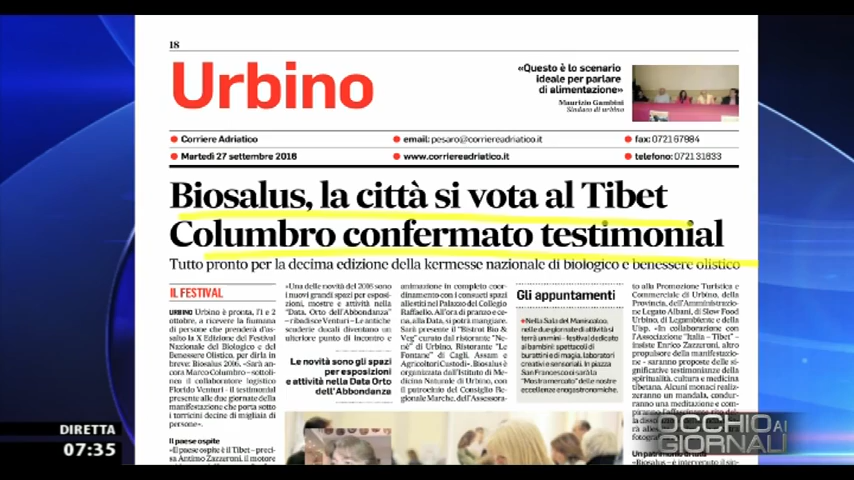 18
Urbino
«Questo è lo scenario
ideale per parlare
di alimentazione»
Maurizio Gambini
Sindaco di urbino
Corriere Adriatico
email: pesaro@corriereadriatico.it
fax: 0721 67984
Martedì 27 settembre 2016
www.corriereadriatico.it
telefono: 0721 31633
Biosalus, la città si vota al Tibet
Columbro confermato testimonial
Tutto pronto per la decima edizione della kermesse nazionale di biologico e benessere olistico
IL FESTIVAL
URBINO Urbino è pronta, l'1 e 2
ottobre, a ricevere la fiumana
di persone che prenderà d'as-
salto la X Edizione del Festival
Nazionale del Biologico e del
Benessere Olistico, per dirla in
breve: Biosalus 2016. «Sarà an-
cora Marco Columbro – sottoli-
neo il collaboratore logistico
Florido Venturi – il testimonial
presente alle due giornate della
manifestazione che porta sotto
i torricini decine di migliaia di
persone».
Il paese ospite
«Il paese ospite è il Tibet – preci-
sa Antimo Zazzeroni, il motore
«Una delle novità del 2016 sono
i nuovi grandi spazi per esposi-
zioni, mostre e attività nella
"Data, Orto dell'Abbondanza"
– ribadisce Venturi – Le antiche
scuderie ducali diventano un
ulteriore punto di incontro e
Le novità sono gli spazi
per esposizioni
e attività nella Data Orto
dell'Abbondanza
animazione in completo coor-
dinamento con i consueti spazi
allestiti nel Palazzo del Collegio
Raffaello. All'ora di pranzo e ce-
na, alla Data, si potrà mangiare.
Sarà presente il "Bistrot Bio &
Veg" curato dal ristorante "Ne-
nè" di Urbino, Ristorante "Le
Fontane" di Cagli, Assam e
Agricoltori Custodi». Biosalus è
organizzata dall'Istituto di Me-
dicina Naturale di Urbino, con
il patrocinio del Consiglio Re-
gionale Marche, dell'Assessora-
Gli appuntamenti
Nella Sala del Maniscalco,
nelle due giornate di attività si
terrà un mini – festival dedicato
ai bambini: spettacoli di
burattini e di magia, laboratori
creativi e sensoriali. In piazza
San Francesco ci sarà la
"Mostra mercato" delle nostre
eccellenze enogastronomiche.
to alla Promozione Turistica e
Commerciale di Urbino, della
Provincia, dell'Amministrazio-
ne Legato Albani, di Slow Food
Urbino, di Legambiente e della
Uisp. «In collaborazione con
l'Associazione "Italia – Tibet"
– insiste Enrico Zazzeroni, altro
propulsore della manifestazio-
ne – saranno proposte delle si-
gnificative testimonianze della
spiritualità, cultura e medicina
tibetana. Alcuni monaci realiz-
zeranno un mandala, condur-
ranno una meditazione e com-
DIRETTA
07:35
OCCHIO AI
GIORNALI